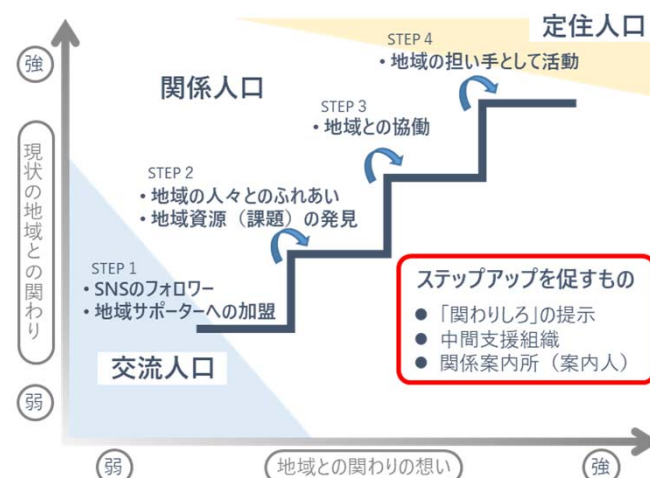 定住人口
STEP 4
・地域の担い手として活動
強
関係人口
STEP 3
・地域との協働
現状の地域との関わり
STEP 2
・地域の人々とのふれあい
・地域資源（課題）の発見
STEP 1
・SNSのフォロワー
・地域サポーターへの加盟
交流人口
ステップアップを促すもの
● 「関わりしろ」の提示
● 中間支援組織
● 関係案内所（案内人）
弱
弱
地域との関わりの想い
強